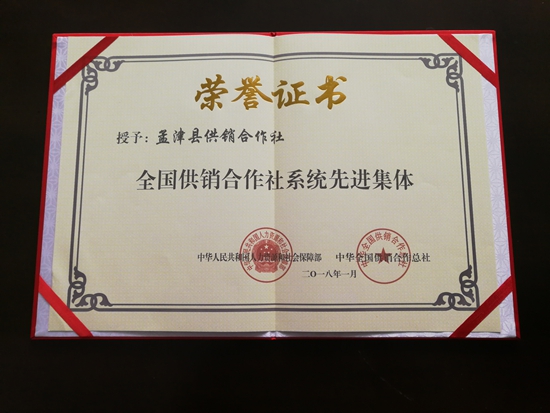 荣誉证书
授予：孟津县供销合作社
全国供销合作社系统先进集体
中华人民共和国人力资源和社会保障部 中华全国供销合作总社
二〇一八年一月